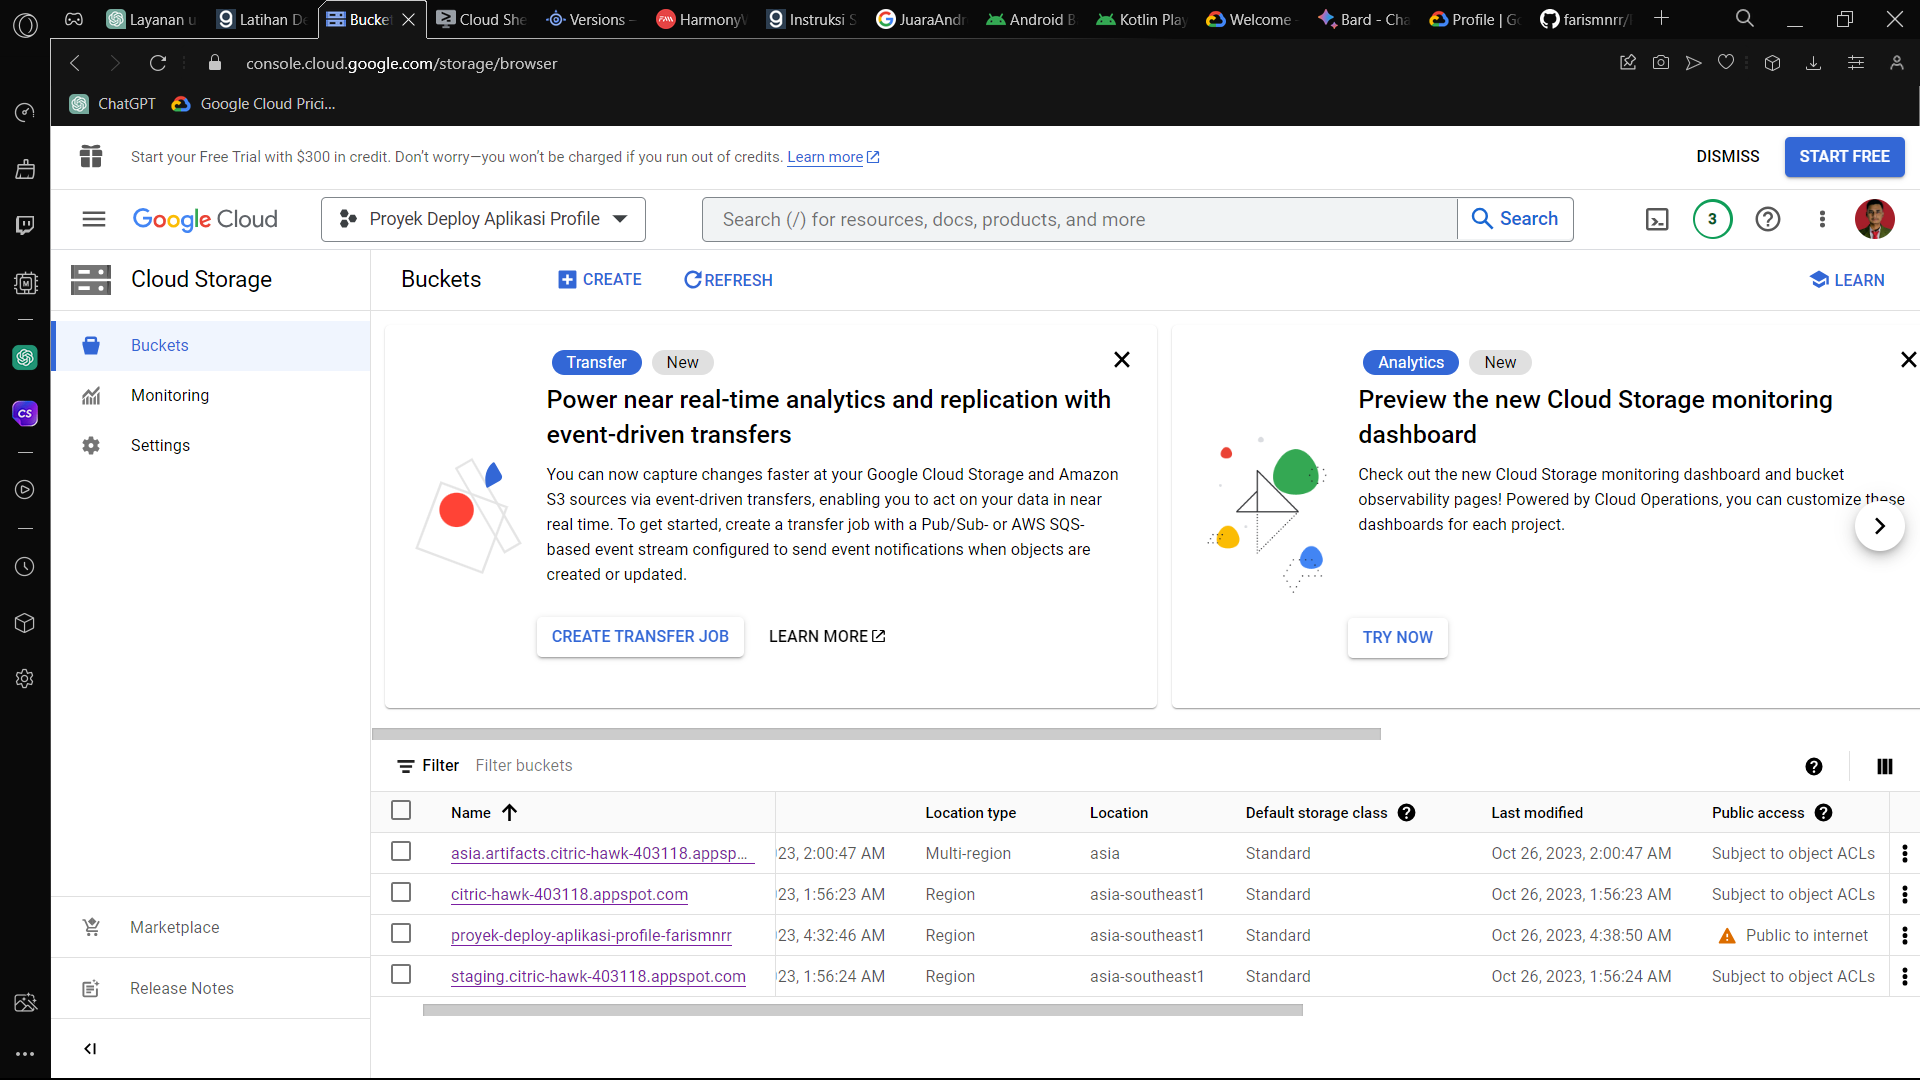 Layanan u
Latihan De
Bucket
Cloud She
Versions –
HarmonyV
Instruksi S
JuaraAndr
Android B
Kotlin Play
Welcome –
Bard - Cha
Profile | Go
farismnrr/
console.cloud.google.com/storage/browser
ChatGPT
Google Cloud Prici...
Start your Free Trial with $300 in credit. Don’t worry—you won’t be charged if you run out of credits. Learn more
DISMISS
START FREE
Google Cloud
Proyek Deploy Aplikasi Profile
Search (/) for resources, docs, products, and more
Search
3
Cloud Storage
Buckets
CREATE
REFRESH
LEARN
Buckets
Monitoring
Settings
Marketplace
Release Notes
Transfer
New
Power near real-time analytics and replication with
event-driven transfers
You can now capture changes faster at your Google Cloud Storage and Amazon
S3 sources via event-driven transfers, enabling you to act on your data in near
real time. To get started, create a transfer job with a Pub/Sub- or AWS SQS-
based event stream configured to send event notifications when objects are
created or updated.
CREATE TRANSFER JOB
LEARN MORE
Analytics
New
Preview the new Cloud Storage monitoring
dashboard
Check out the new Cloud Storage monitoring dashboard and bucket
observability pages! Powered by Cloud Operations, you can customize these
dashboards for each project.
TRY NOW
Filter
Filter buckets
Name Location type Location Default storage class Last modified Public access
asia.artifacts.citric-hawk-403118.appsp... 023, 2:00:47 AM Multi-region asia Standard Oct 26, 2023, 2:00:47 AM Subject to object ACLs
citric-hawk-403118.appspot.com 023, 1:56:23 AM Region asia-southeast1 Standard Oct 26, 2023, 1:56:23 AM Subject to object ACLs
proyek-deploy-aplikasi-profile-farismnrr 023, 4:32:46 AM Region asia-southeast1 Standard Oct 26, 2023, 4:38:50 AM Public to internet
staging.citric-hawk-403118.appspot.com 023, 1:56:24 AM Region asia-southeast1 Standard Oct 26, 2023, 1:56:24 AM Subject to object ACLs